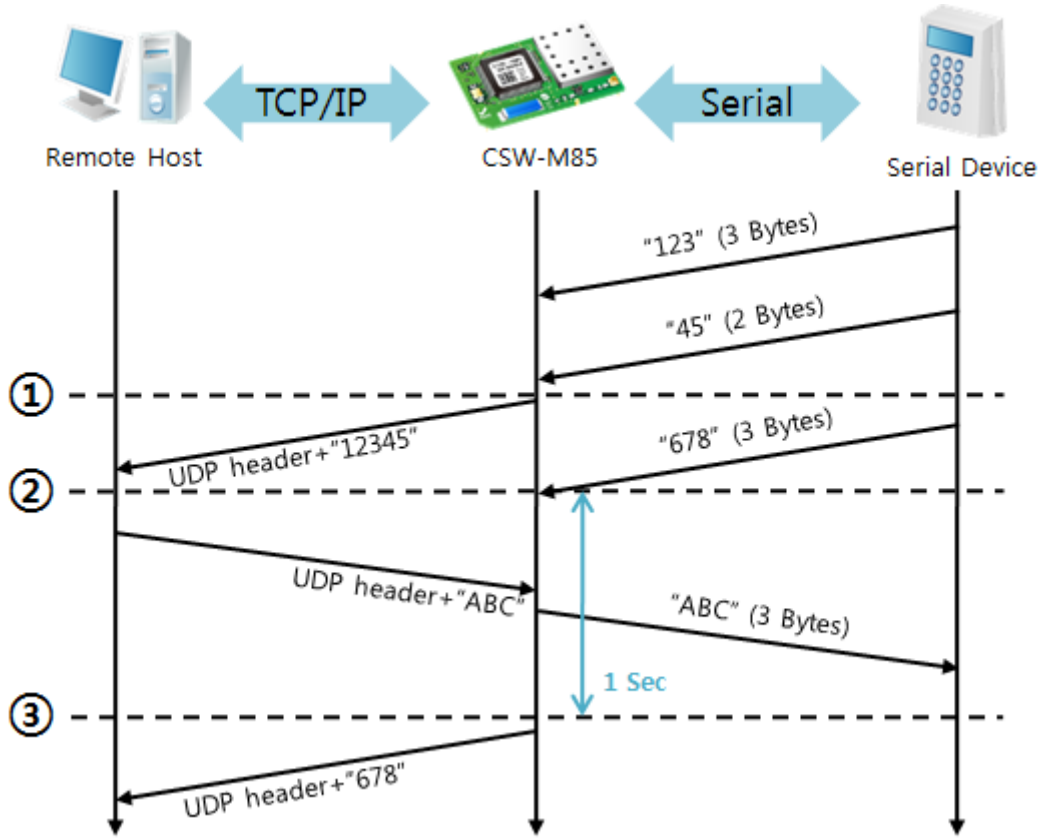 TCP/IP
Serial
Remote Host
CSW-M85
Serial Device
“123” (3 Bytes)
“45” (2 Bytes)
①
“678” (3 Bytes)
UDP header+“12345”
②
UDP header+“ABC”
“ABC” (3 Bytes)
1 Sec
③
UDP header+“678”